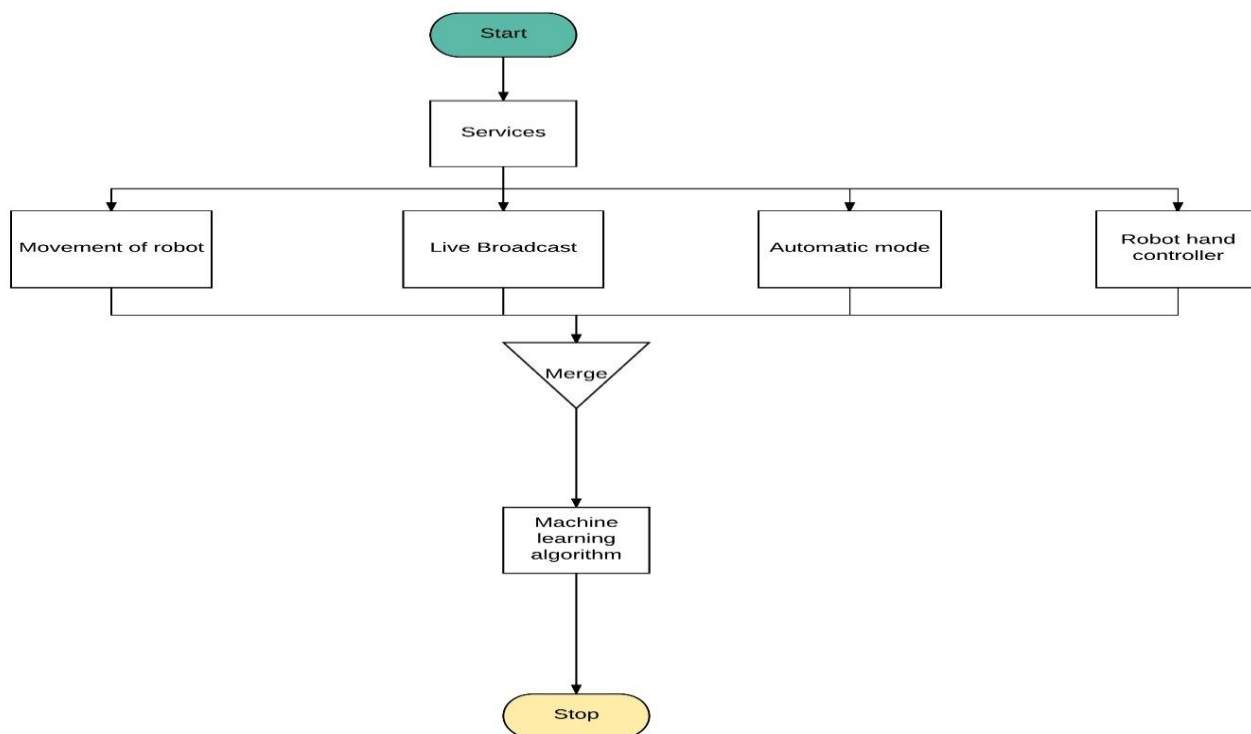 Start
Services
Movement of robot
Live Broadcast
Automatic mode
Robot hand
controller
Merge
Machine
learning
algorithm
Stop